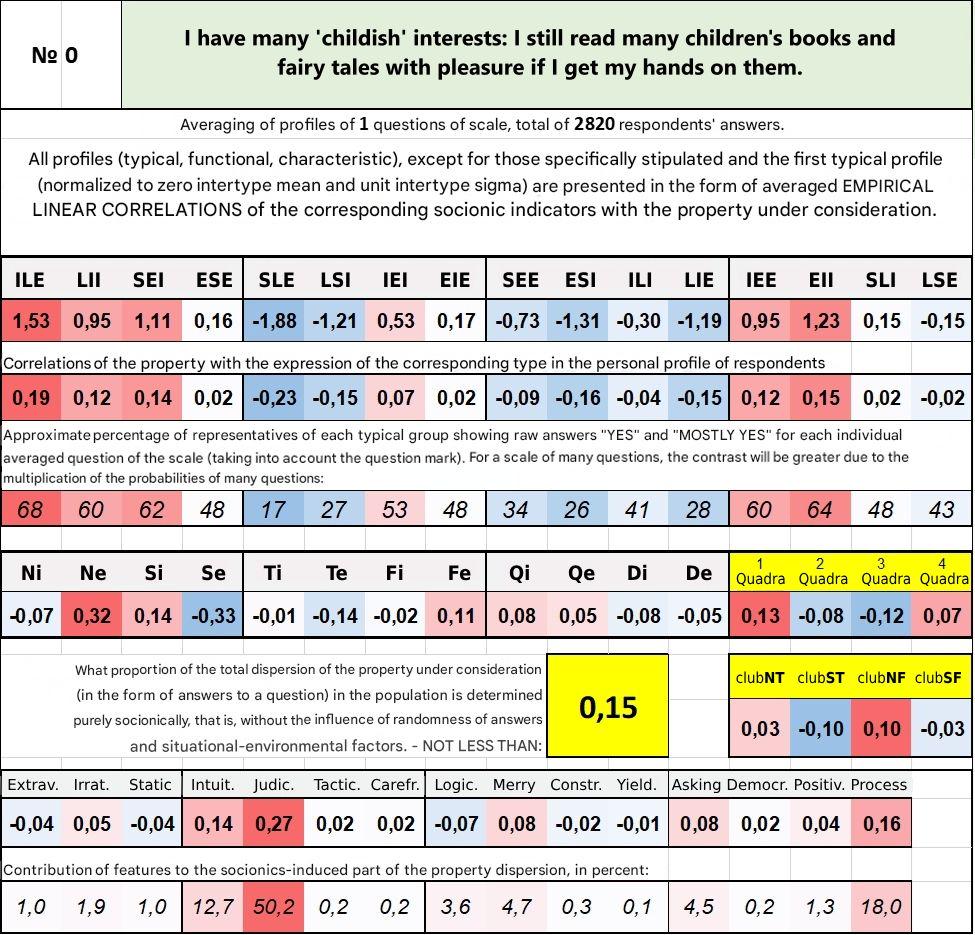 № 0
I have many 'childish' interests: I still read many children's books and
fairy tales with pleasure if I get my hands on them.
Averaging of profiles of 1 questions of scale, total of 2820 respondents' answers.
All profiles (typical, functional, characteristic), except for those specifically stipulated and the first typical profile
(normalized to zero intertype mean and unit intertype sigma) are presented in the form of averaged EMPIRICAL
LINEAR CORRELATIONS of the corresponding socionic indicators with the property under consideration.
ILE LII SEI ESE SLE LSI IEI EIE SEE ESI ILI LIE IEE EII SLI LSE
1,53 0,95 1,11 0,16 -1,88 -1,21 0,53 0,17 -0,73 -1,31 -0,30 -1,19 0,95 1,23 0,15 -0,15
Correlations of the property with the expression of the corresponding type in the personal profile of respondents
0,19 0,12 0,14 0,02 -0,23 -0,15 0,07 0,02 -0,09 -0,16 -0,04 -0,15 0,12 0,15 0,02 -0,02
Approximate percentage of representatives of each typical group showing raw answers "YES" and "MOSTLY YES" for each individual
averaged question of the scale (taking into account the question mark). For a scale of many questions, the contrast will be greater due to the
multiplication of the probabilities of many questions:
68 60 62 48 17 27 53 48 34 26 41 28 60 64 48 43
Ni Ne Si Se Ti Te Fi Fe Qi Qe Di De 1 Quadra 2 Quadra 3 Quadra 4 Quadra
-0,07 0,32 0,14 -0,33 -0,01 -0,14 -0,02 0,11 0,08 0,05 -0,08 -0,05 0,13 -0,08 -0,12 0,07
What proportion of the total dispersion of the property under consideration
(in the form of answers to a question) in the population is determined
purely socionically, that is, without the influence of randomness of answers
and situational-environmental factors. - NOT LESS THAN:
0,15
clubNT clubST clubNF clubSF
0,03 -0,10 0,10 -0,03
Extrav. Irrat. Static Intuit. Judic. Tactic. Carefr. Logic. Merry Constr. Yield. Asking Democr. Positiv. Process
-0,04 0,05 -0,04 0,14 0,27 0,02 0,02 -0,07 0,08 -0,02 -0,01 0,08 0,02 0,04 0,16
Contribution of features to the socionics-induced part of the property dispersion, in percent:
1,0 1,9 1,0 12,7 50,2 0,2 0,2 3,6 4,7 0,3 0,1 4,5 0,2 1,3 18,0